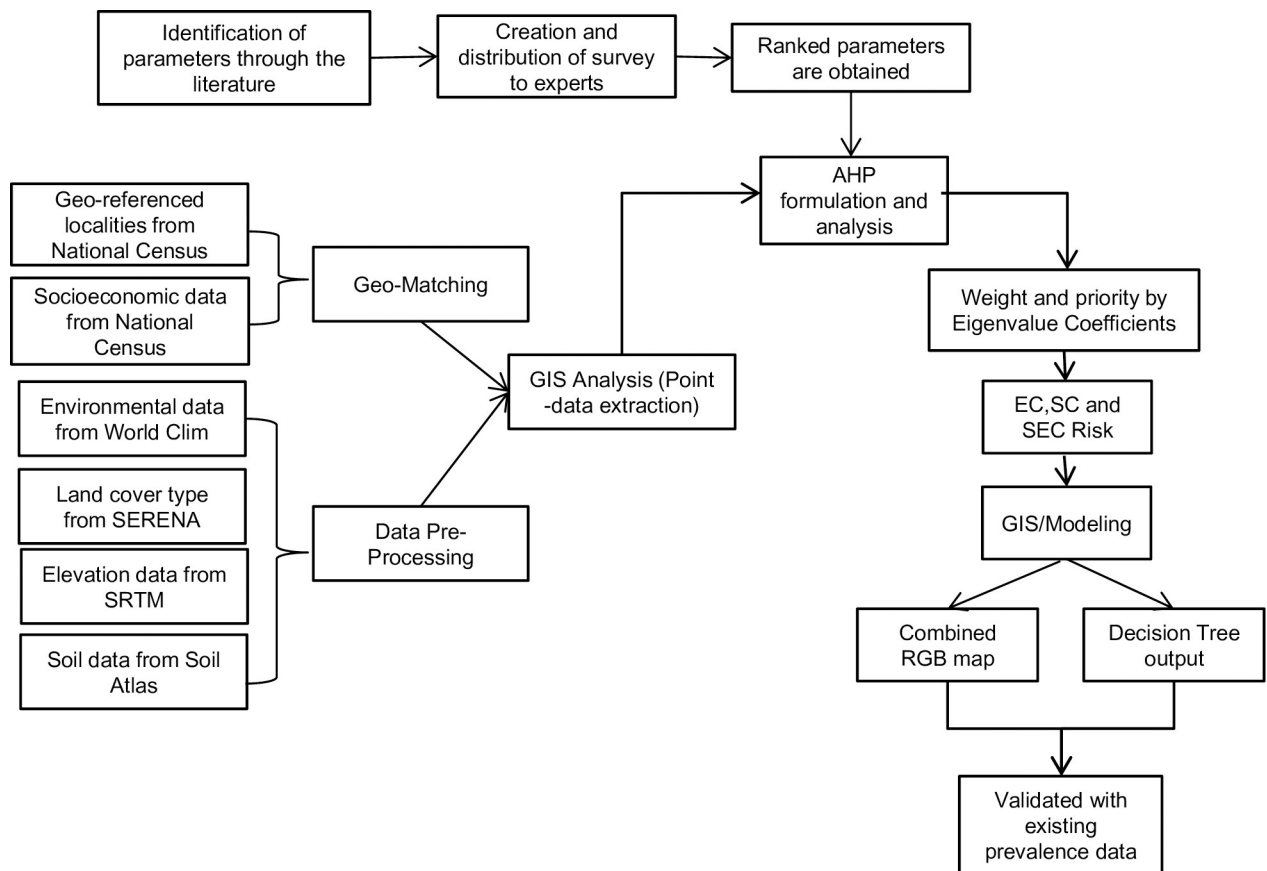 Identification of
parameters through the
literature
Creation and
distribution of survey
to experts
Ranked parameters
are obtained
AHP
formulation and
analysis
Geo-referenced
localities from
National Census
Socioeconomic data
from National
Census
Geo-Matching
Environmental data
from World Clim
Land cover type
from SERENA
Elevation data from
SRTM
Soil data from Soil
Atlas
Data Pre-
Processing
GIS Analysis (Point
-data extraction)
Weight and priority by
Eigenvalue Coefficients
EC,SC and
SEC Risk
GIS/Modeling
Combined
RGB map
Decision Tree
output
Validated with
existing
prevalence data